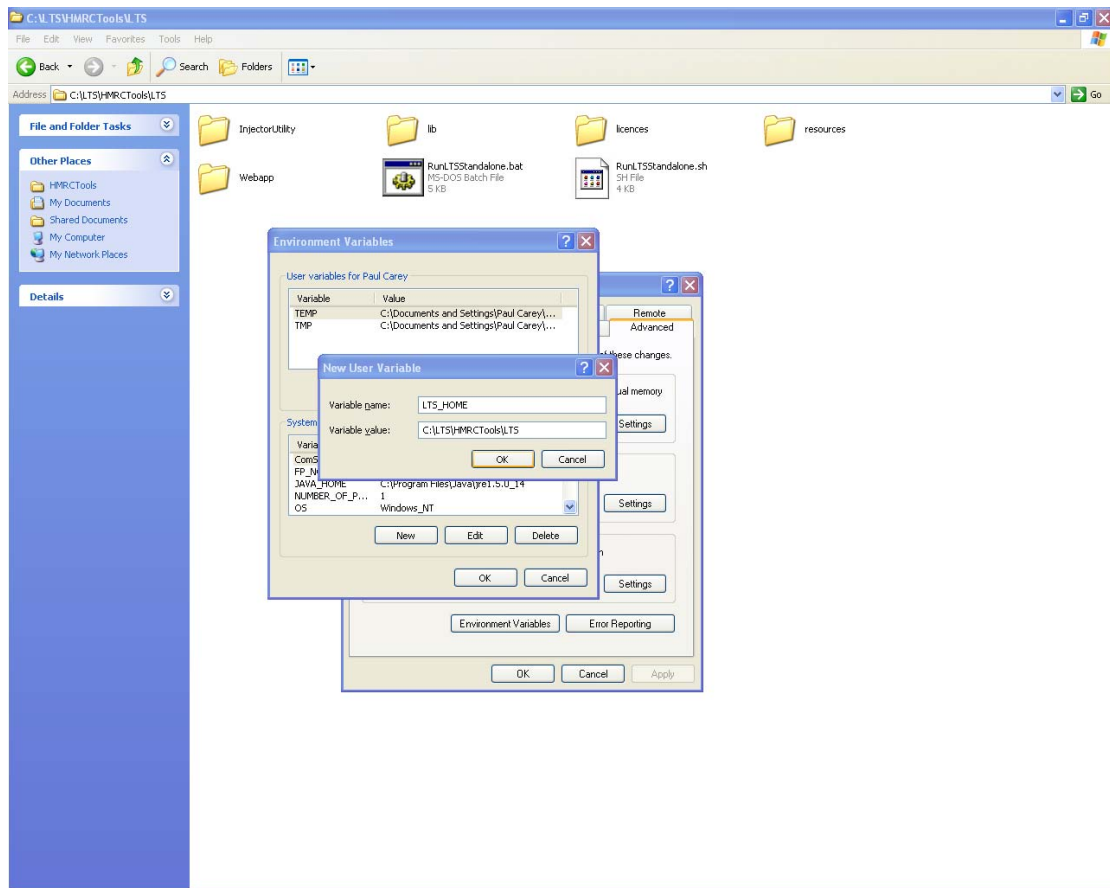 C:\LTS\HMRCTools\LTS
File Edit View Favorites Tools Help
Back Search Folders
Address C:\LTS\HMRCTools\LTS Go
File and Folder Tasks
Other Places
HMRCTools
My Documents
Shared Documents
My Computer
My Network Places
Details
InjectorUtility
lib
licences
resources
Webapp
RunLTSStandalone.bat
MS-DOS Batch File
5 KB
RunLTSStandalone.sh
SH File
4 KB
Environment Variables
User variables for Paul Carey
Variable Value
TEMP C:\Documents and Settings\Paul Carey\...
TMP C:\Documents and Settings\Paul Carey\...
New User Variable
Variable name: LTS_HOME
Variable value: C:\LTS\HMRCTools\LTS
OK Cancel
System
JAVA_HOME C:\Program Files\Java\jre1.5.0_14
NUMBER_OF_P... 1
OS Windows_NT
New Edit Delete
OK Cancel
Remote
Advanced
these changes.
memory
Settings
Settings
Settings
Environment Variables Error Reporting
OK Cancel Apply